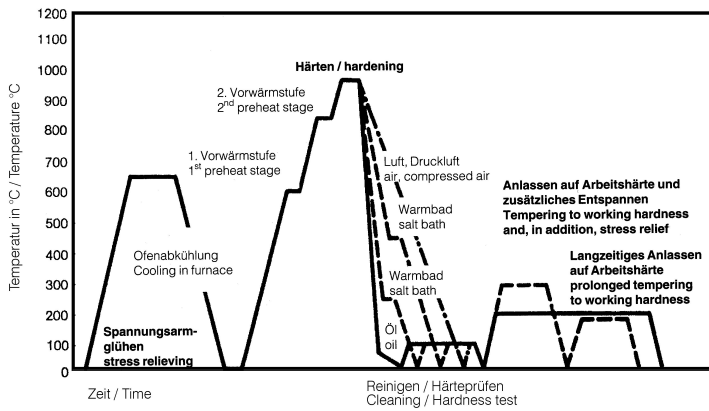 Temperatur in °C / Temperature °C
1200
1100
1000
900
800
700
600
500
400
300
200
100
0
Härten / hardening
2. Vorwärmstufe
2nd preheat stage
1. Vorwärmstufe
1st preheat stage
Luft, Druckluft
air, compressed air
Warmbad
salt bath
Warmbad
salt bath
Öl
oil
Ofenabkühlung
Cooling in furnace
Spannungsarm-
glühen
stress relieving
Anlassen auf Arbeitshärte und
zusätzliches Entspannen
Tempering to working hardness
and, in addition, stress relief
Langzeitiges Anlassen
auf Arbeitshärte
prolonged tempering
to working hardness
Zeit / Time
Reinigen / Härteprüfen
Cleaning / Hardness test